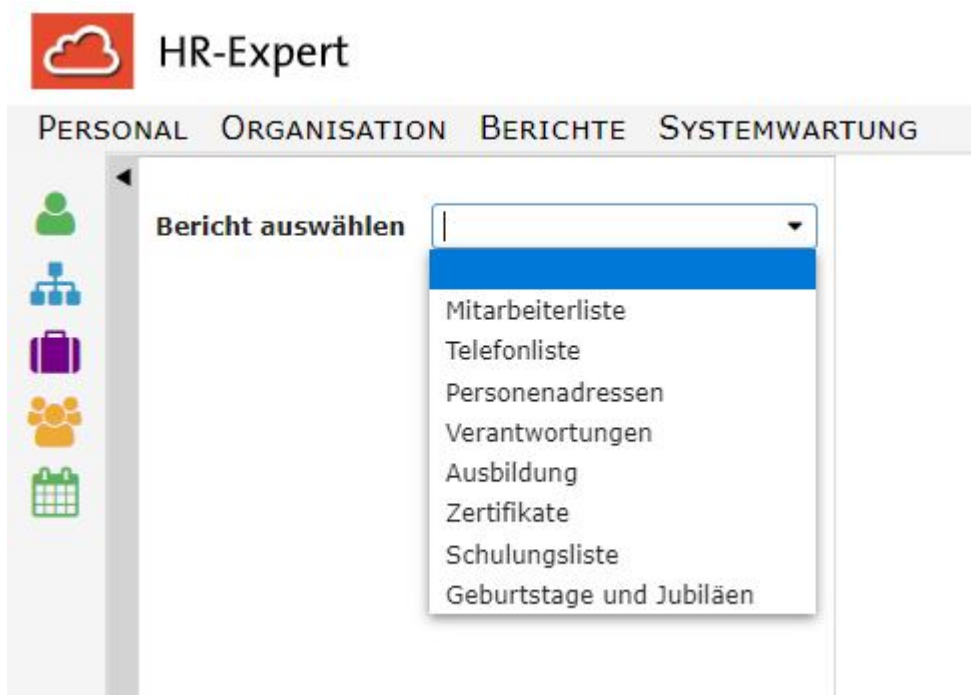 HR-Expert
PERSONAL ORGANISATION BERICHTE SYSTEMWARTUNG
Bericht auswählen
Mitarbeiterliste
Telefonliste
Personenadressen
Verantwortungen
Ausbildung
Zertifikate
Schulungsliste
Geburtstage und Jubiläen